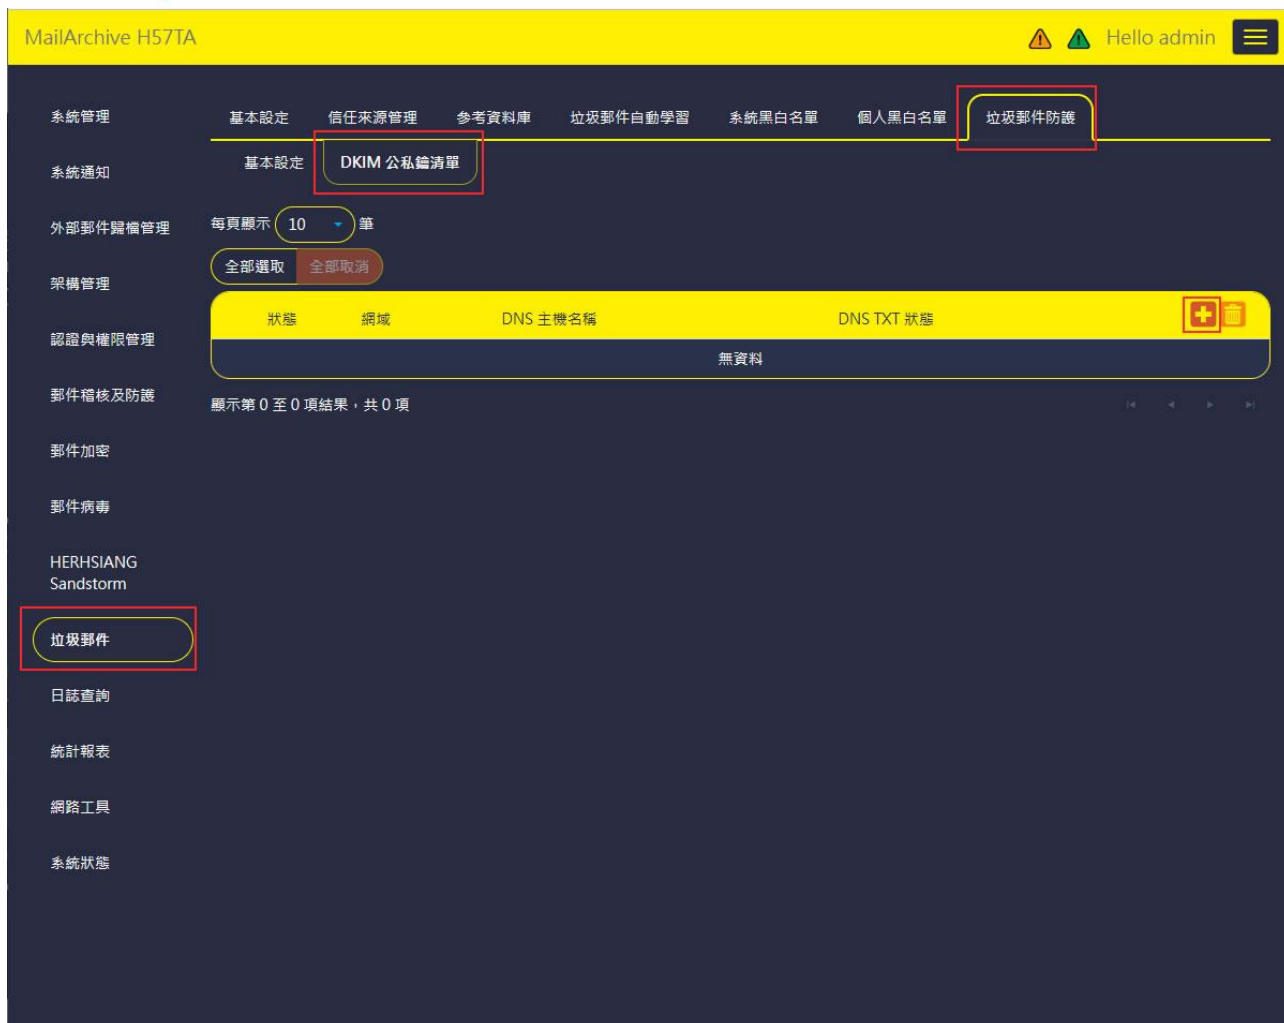 MailArchive H57TA
Hello admin
系統管理
系統通知
外部郵件歸檔管理
架構管理
認證與權限管理
郵件稽核及防護
郵件加密
郵件病毒
HERHSIANG
Sandstorm
垃圾郵件
日誌查詢
統計報表
網路工具
系統狀態
基本設定 信任來源管理 參考資料庫 垃圾郵件自動學習 系統黑白名單 個人黑白名單 垃圾郵件防護
基本設定 DKIM 公私鑰清單
每頁顯示 10 筆
全部選取 全部取消
狀態 網域 DNS 主機名稱 DNS TXT 狀態
無資料
顯示第 0 至 0 項結果，共 0 項